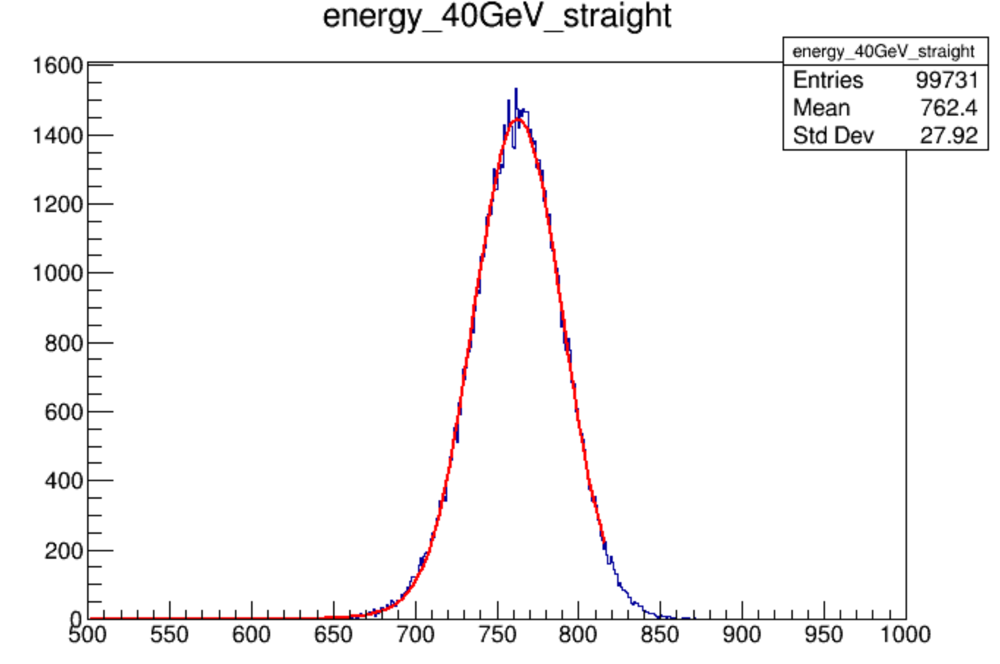 energy_40GeV_straight
energy_40GeV_straight
Entries 99731
Mean 762.4
Std Dev 27.92
1600
1400
1200
1000
800
600
400
200
0
500 550 600 650 700 750 800 850 900 950 1000